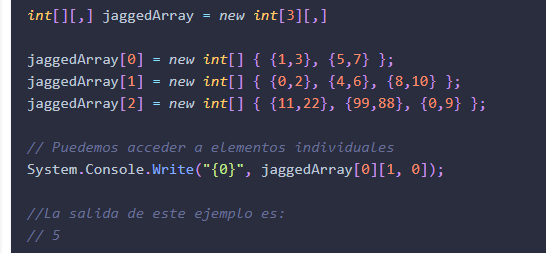 int[][,] jaggedArray = new int[3][,]
jaggedArray[0] = new int[] { {1,3}, {5,7} };
jaggedArray[1] = new int[] { {0,2}, {4,6}, {8,10} };
jaggedArray[2] = new int[] { {11,22}, {99,88}, {0,9} };
// Puedemos acceder a elementos individuales
System.Console.Write("{0}", jaggedArray[0][1, 0]);
//La salida de este ejemplo es:
// 5